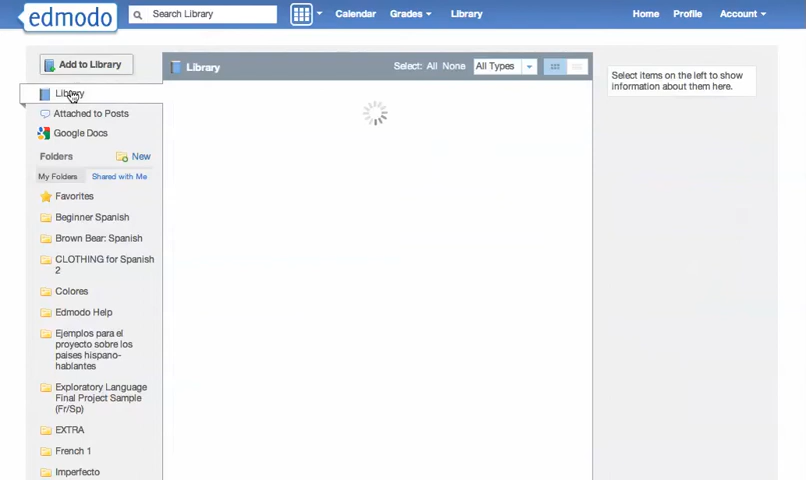 edmodo
Search Library
Calendar
Grades
Library
Home
Profile
Account
Add to Library
Library
Select: All None
All Types
Select items on the left to show
information about them here.
Library
Attached to Posts
Google Docs
Folders
New
My Folders
Shared with Me
Favorites
Beginner Spanish
Brown Bear: Spanish
CLOTHING for Spanish
2
Colores
Edmodo Help
Ejemplos para el
proyecto sobre los
paises hispano-
hablantes
Exploratory Language
Final Project Sample
(Fr/Sp)
EXTRA
French 1
Imperfecto